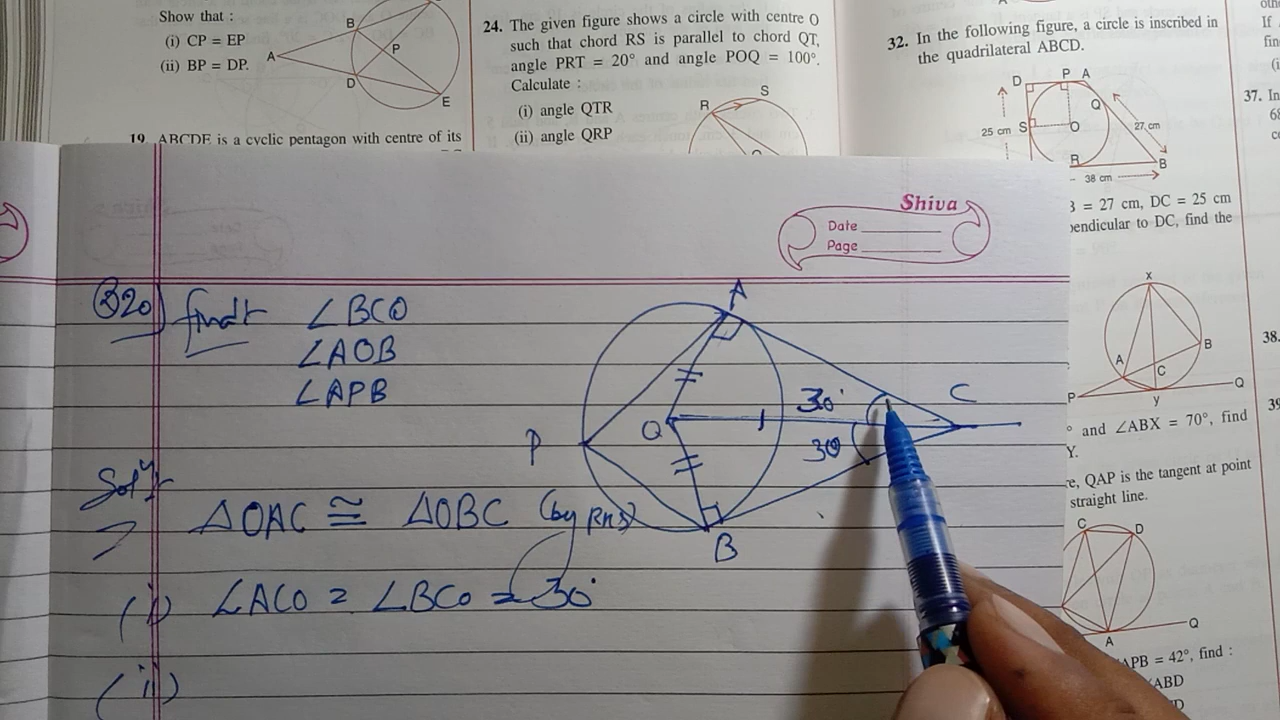 Show that :
(i) CP = EP
(ii) BP = DP.
A
B
P
D
E
19. ABCDE is a cyclic pentagon with centre of its
24. The given figure shows a circle with centre O
such that chord RS is parallel to chord QT,
angle PRT = 20° and angle POQ = 100°.
Calculate :
(i) angle QTR
(ii) angle QRP
R
S
32. In the following figure, a circle is inscribed in
the quadrilateral ABCD.
D P A
Q
25 cm S
O
27 cm
R
B
38 cm
= 27 cm, DC = 25 cm
pendicular to DC, find the
X
A
B
C
P
Q
y
° and ∠ABX = 70°, find
Y.
re, QAP is the tangent at point
straight line.
C
D
A
Q
APB = 42°, find :
ABD
If
37. In
38.
Shiva
Date
Page
Q20) find:
∠BCO
∠AOB
∠APB
Solⁿ:
⇒ ΔOAC ≅ ΔOBC (by RHS)
(i) ∠ACO = ∠BCO = 30°
(ii)
A
30°
C
O
30
P
B